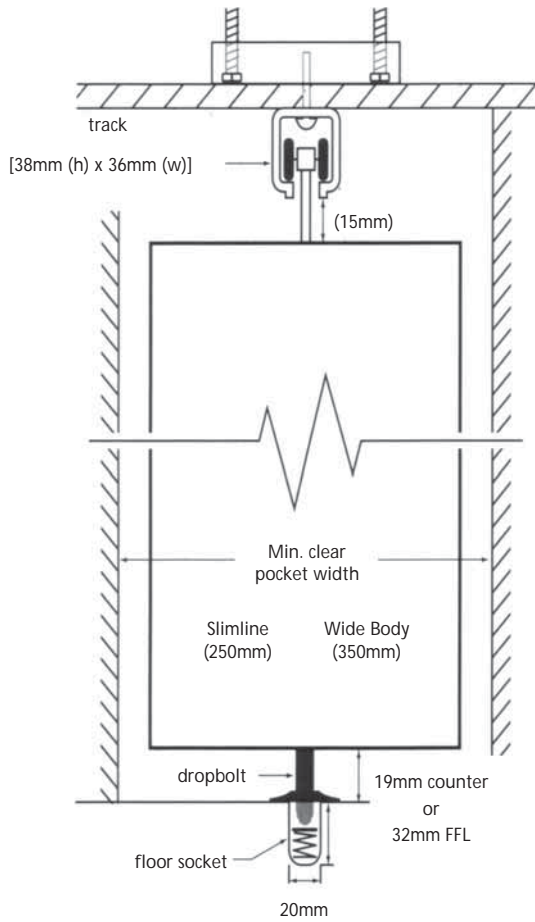 track
[38mm (h) x 36mm (w)]
(15mm)
Min. clear
pocket width
Slimline
(250mm)
Wide Body
(350mm)
dropbolt
19mm counter
or
32mm FFL
floor socket
20mm